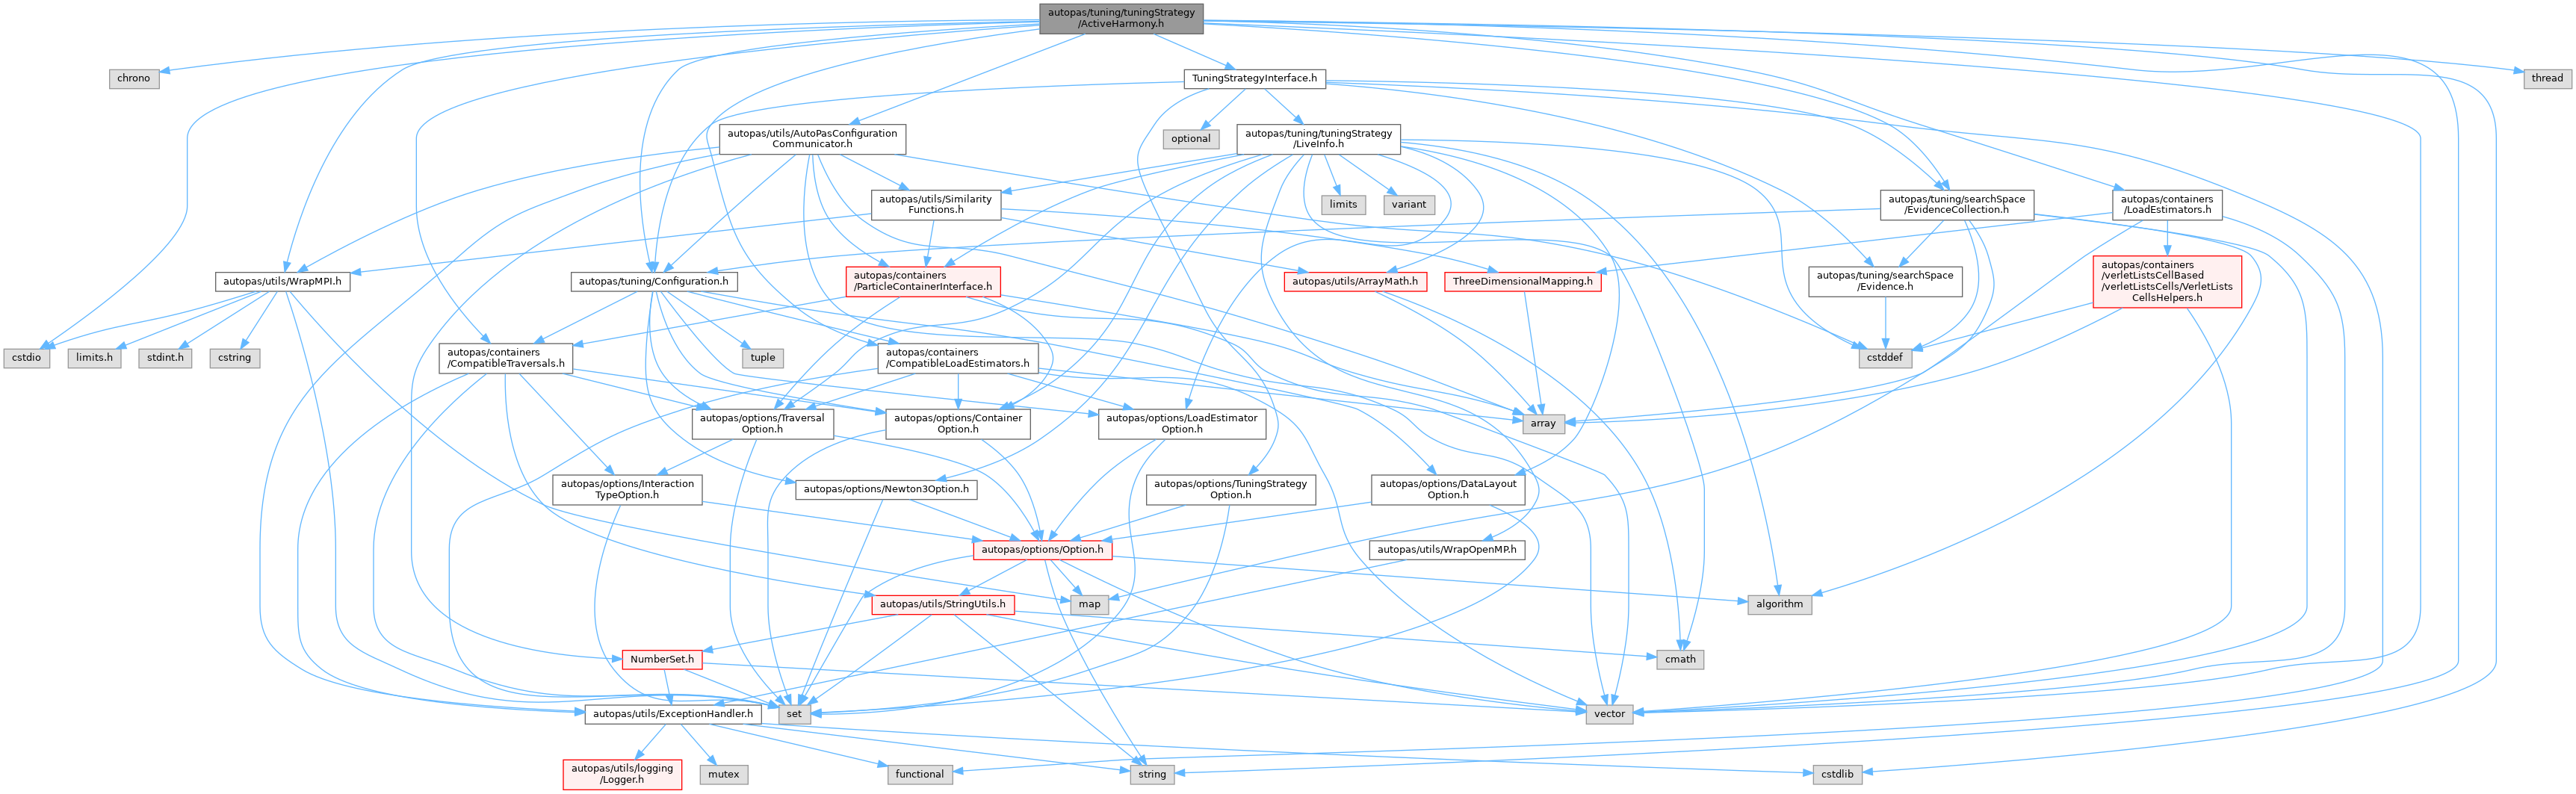 autopas/tuning/tuningStrategy
/ActiveHarmony.h
chrono
TuningStrategyInterface.h
thread
autopas/utils/AutoPasConfiguration
Communicator.h
optional
autopas/tuning/tuningStrategy
/LiveInfo.h
autopas/utils/Similarity
Functions.h
limits
variant
autopas/tuning/searchSpace
/EvidenceCollection.h
autopas/containers
/LoadEstimators.h
autopas/utils/WrapMPI.h
autopas/tuning/Configuration.h
autopas/containers
/ParticleContainerInterface.h
autopas/utils/ArrayMath.h
ThreeDimensionalMapping.h
autopas/tuning/searchSpace
/Evidence.h
autopas/containers
/verletListsCellBased
/verletListsCells/VerletLists
CellsHelpers.h
cstdio
limits.h
stdint.h
cstring
autopas/containers
/CompatibleTraversals.h
tuple
autopas/containers
/CompatibleLoadEstimators.h
cstddef
autopas/options/Traversal
Option.h
autopas/options/Container
Option.h
autopas/options/LoadEstimator
Option.h
array
autopas/options/Interaction
TypeOption.h
autopas/options/Newton3Option.h
autopas/options/TuningStrategy
Option.h
autopas/options/DataLayout
Option.h
autopas/options/Option.h
autopas/utils/WrapOpenMP.h
autopas/utils/StringUtils.h
map
algorithm
NumberSet.h
cmath
autopas/utils/ExceptionHandler.h
set
vector
autopas/utils/logging
/Logger.h
mutex
functional
string
cstdlib